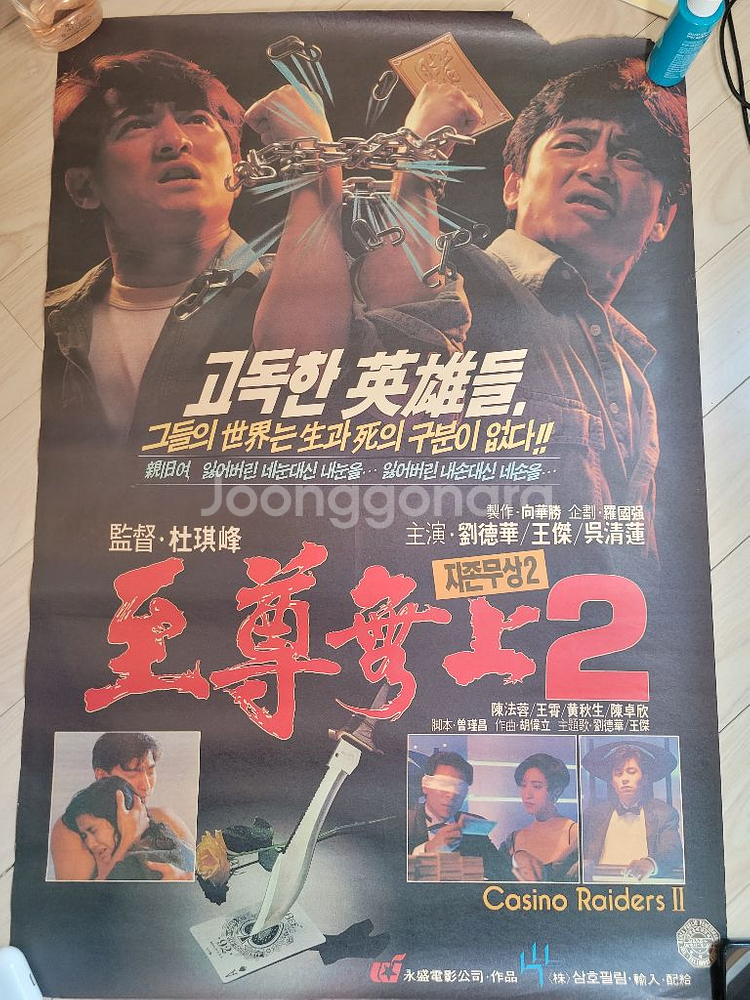 고독한 英雄들.
그들의 世界는 生과 死의 구분이 없다!!
親旧여, 잃어버린 네눈대신 내눈을… 잃어버린 내손대신 네손을…
Joonggonara
製作·向華勝 企劃·羅國强
監督·杜琪峰
主演·劉德華/王傑/吳清蓮
지존무상2
至尊無上2
陳法蓉/王霄/黃秋生/陳卓欣
脚本·曾瑾昌 作曲·胡偉立 主題歌·劉德華/王傑
Casino Raiders II
A
永盛電影公司·作品
(株)삼호필림·輸入·配給